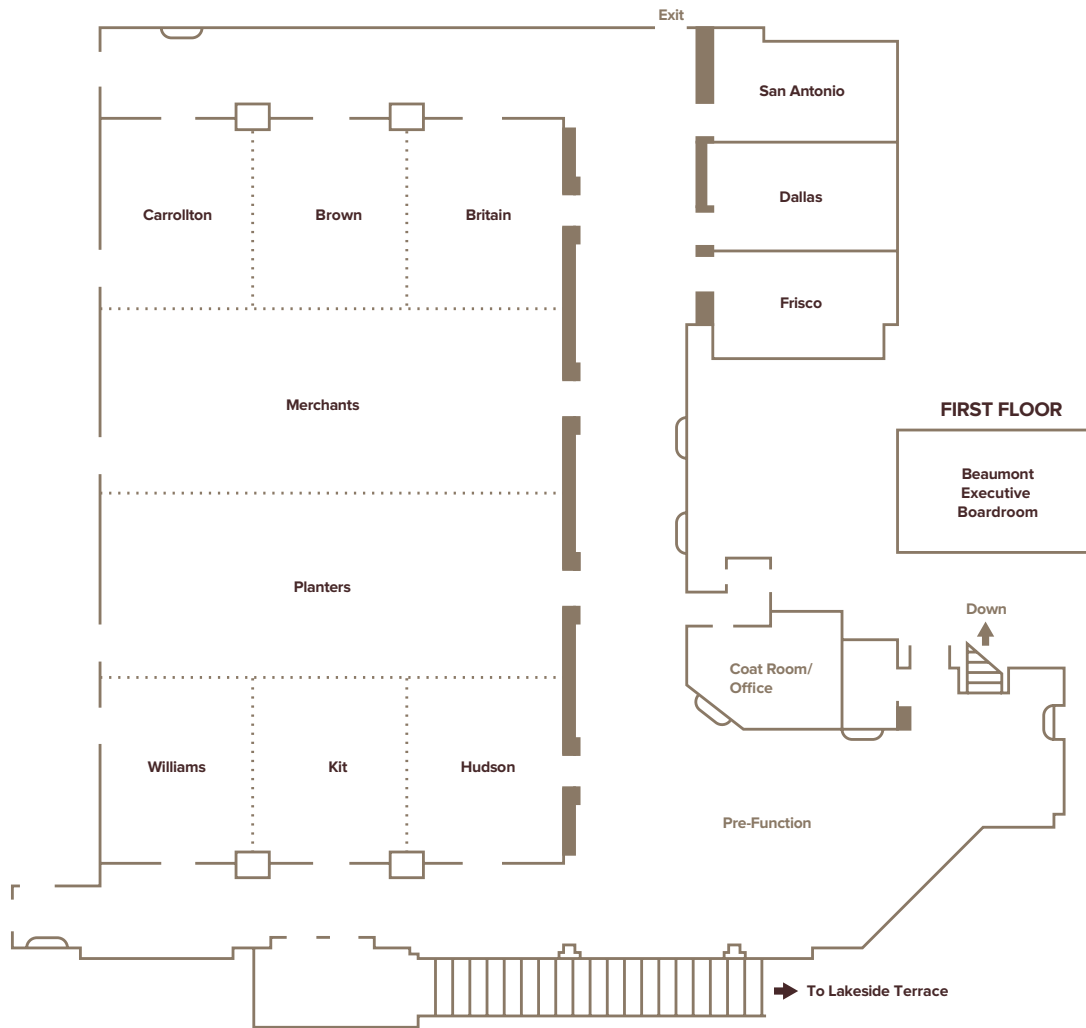 Exit
San Antonio
Dallas
Frisco
Carrollton
Brown
Britain
Merchants
Planters
Williams
Kit
Hudson
FIRST FLOOR
Beaumont
Executive
Boardroom
Down
Coat Room/
Office
Pre-Function
To Lakeside Terrace